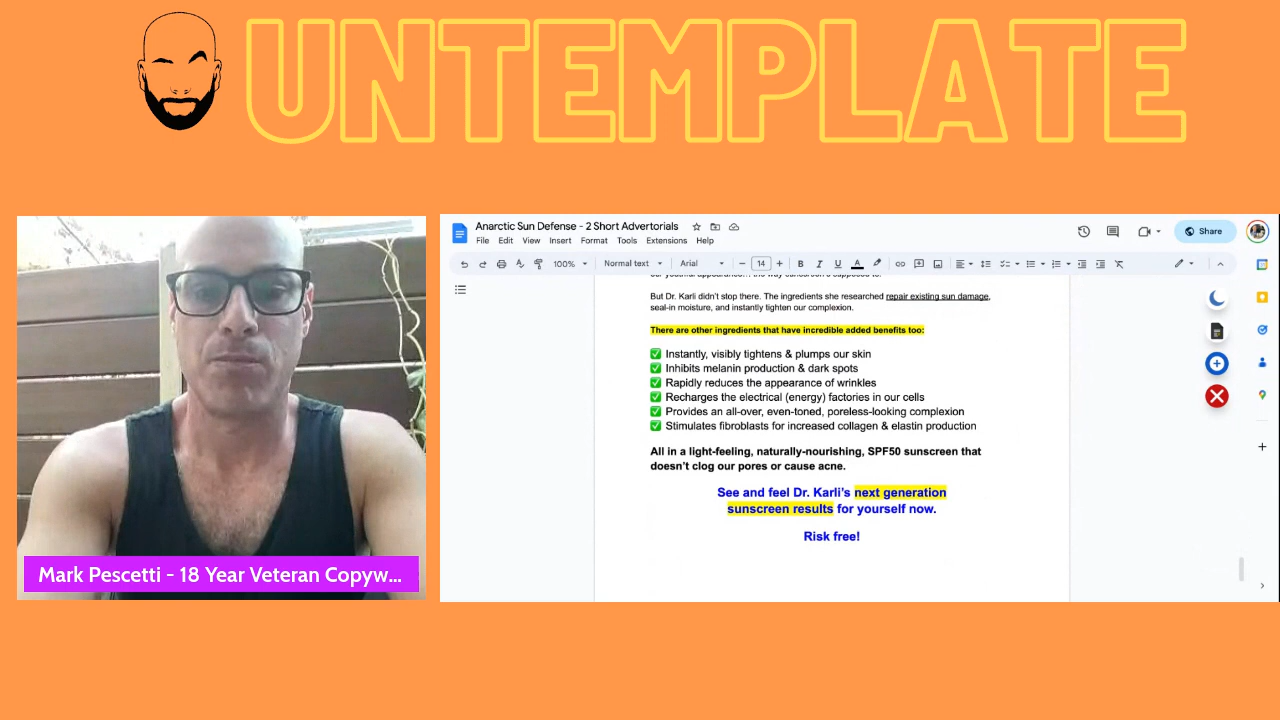 UNTEMPLATE
Anarctic Sun Defense - 2 Short Advertorials
File Edit View Insert Format Tools Extensions Help
Share
100% Normal text Arial 14
But Dr. Karli didn't stop there. The ingredients she researched repair existing sun damage,
seal-in moisture, and instantly tighten our complexion.
There are other ingredients that have incredible added benefits too:
✅ Instantly, visibly tightens & plumps our skin
✅ Inhibits melanin production & dark spots
✅ Rapidly reduces the appearance of wrinkles
✅ Recharges the electrical (energy) factories in our cells
✅ Provides an all-over, even-toned, poreless-looking complexion
✅ Stimulates fibroblasts for increased collagen & elastin production
All in a light-feeling, naturally-nourishing, SPF50 sunscreen that
doesn't clog our pores or cause acne.
See and feel Dr. Karli's next generation
sunscreen results for yourself now.
Risk free!
Mark Pescetti - 18 Year Veteran Copyw...